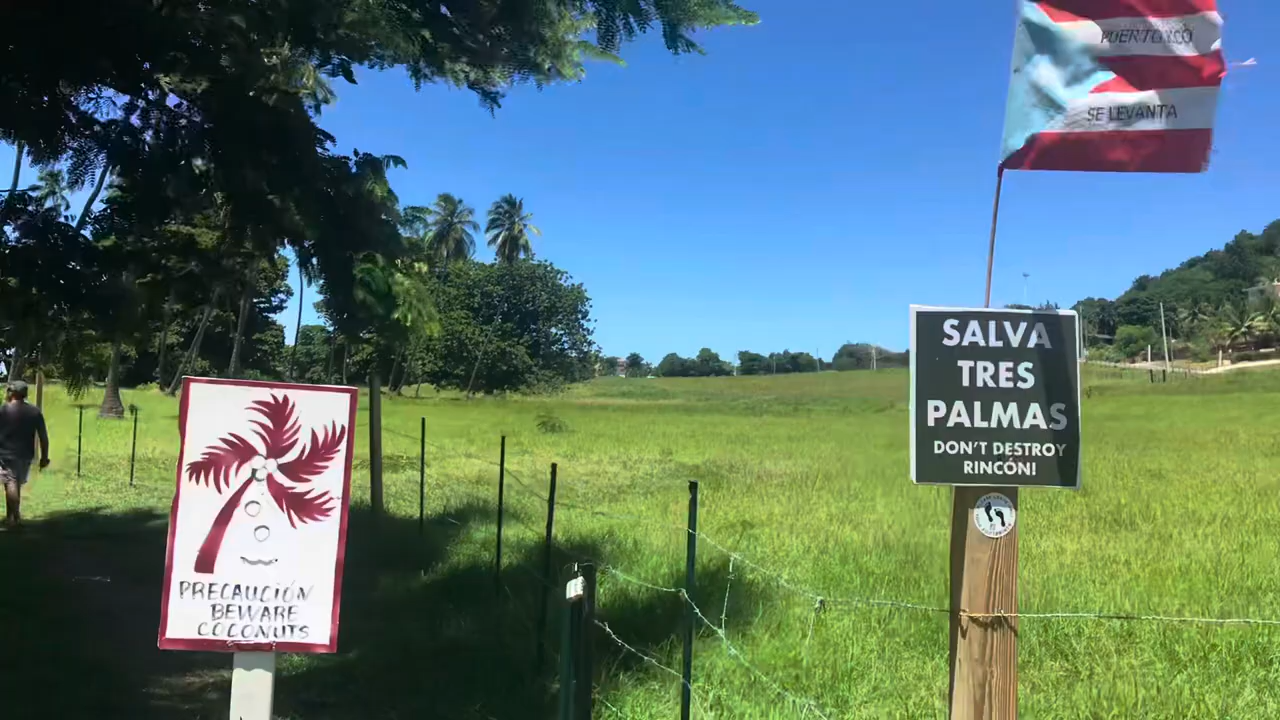 PUERTO RICO
SE LEVANTA
SALVA
TRES
PALMAS
DON'T DESTROY
RINCÓN!
PRECAUCIÓN
BEWARE
COCONUTS